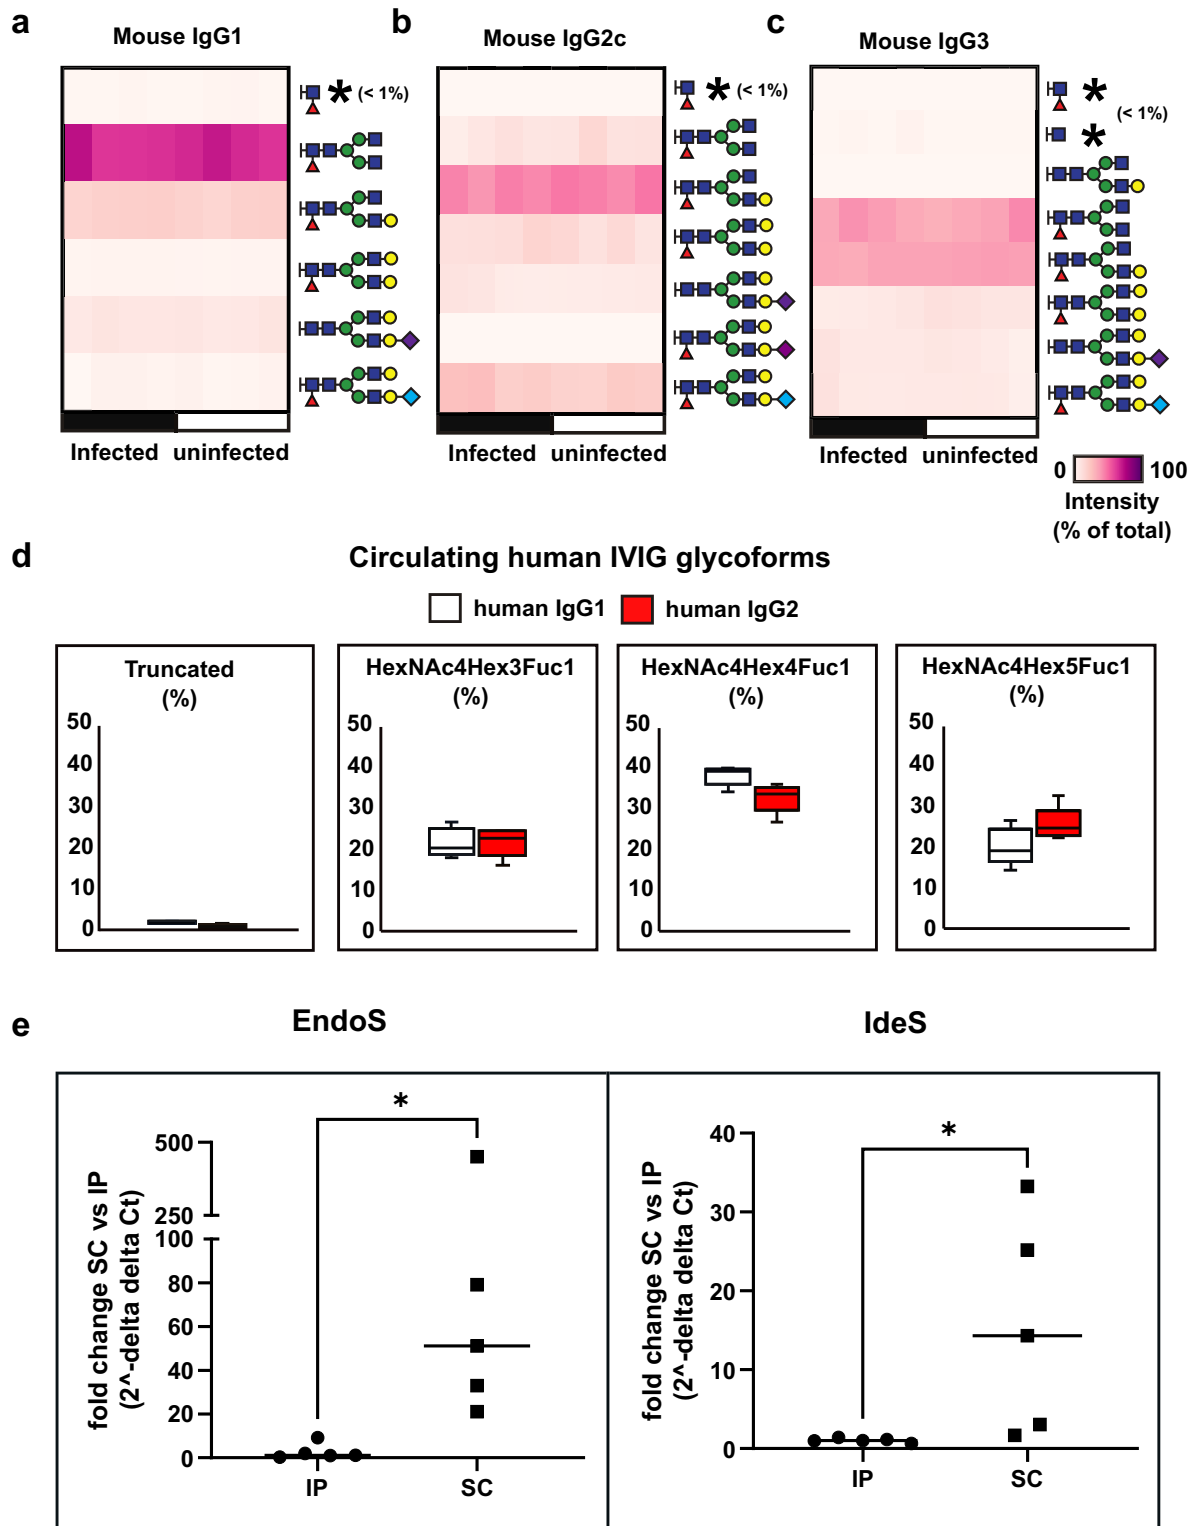 a
Mouse IgG1
* (< 1%)
Infected uninfected
b
Mouse IgG2c
* (< 1%)
Infected uninfected
c
Mouse IgG3
*
(< 1%)
*
Infected uninfected
0 100
Intensity
(% of total)
d
Circulating human IVIG glycoforms
human IgG1 human IgG2
Truncated
(%)
50
40
30
20
10
0
HexNAc4Hex3Fuc1
(%)
50
40
30
20
10
0
HexNAc4Hex4Fuc1
(%)
50
40
30
20
10
0
HexNAc4Hex5Fuc1
(%)
50
40
30
20
10
0
e
EndoS
*
fold change SC vs IP
(2^-delta delta Ct)
500
250
100
80
60
40
20
0
IP SC
IdeS
*
fold change SC vs IP
(2^-delta delta Ct)
40
30
20
10
0
IP SC